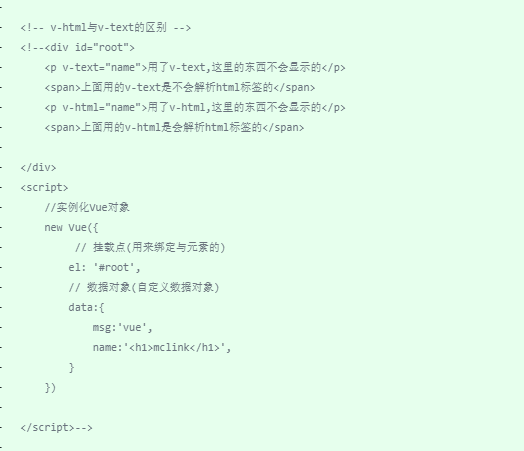 <!-- v-html与v-text的区别 -->
<!--<div id="root">
<p v-text="name">用了v-text,这里的东西不会显示的</p>
<span>上面用的v-text是不会解析html标签的</span>
<p v-html="name">用了v-html,这里的东西不会显示的</p>
<span>上面用的v-html是会解析html标签的</span>
</div>
<script>
//实例化Vue对象
new Vue({
// 挂载点(用来绑定与元素的)
el: '#root',
// 数据对象(自定义数据对象)
data:{
msg:'vue',
name:'<h1>mclink</h1>',
}
})
</script>-->